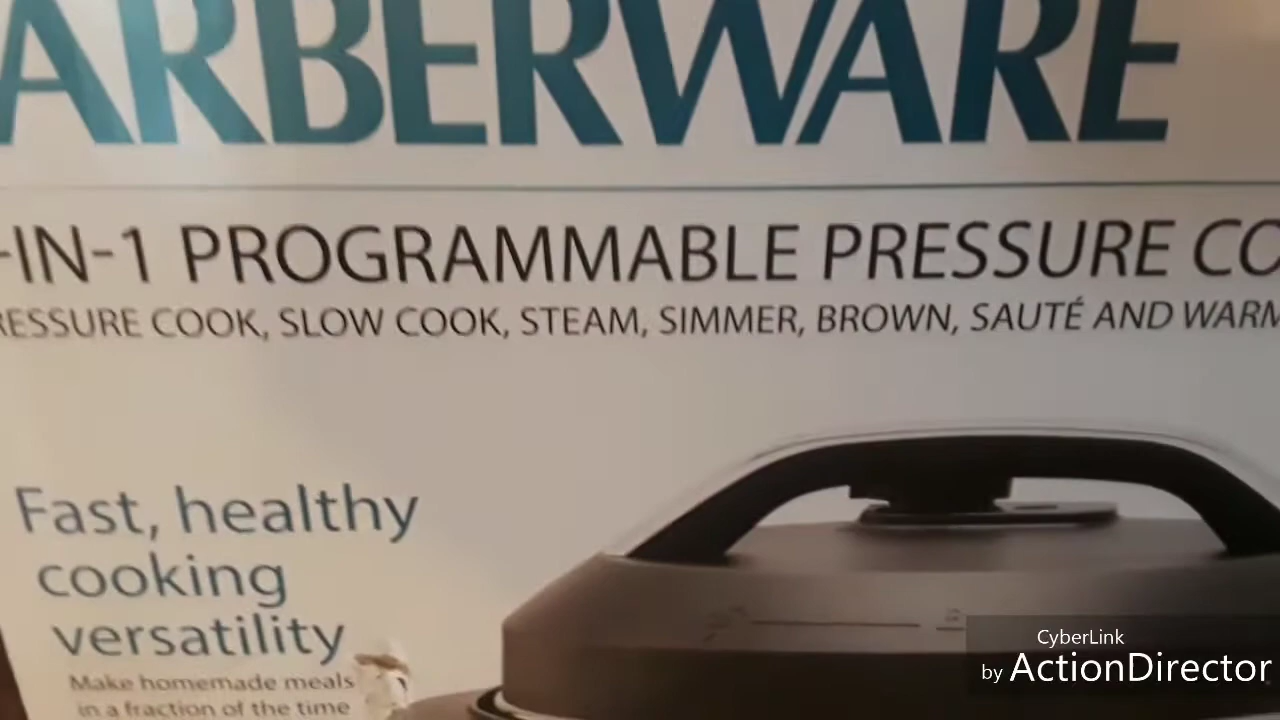 ARBERWARE
-IN-1 PROGRAMMABLE PRESSURE CO
RESSURE COOK, SLOW COOK, STEAM, SIMMER, BROWN, SAUTÉ AND WARM
Fast, healthy
cooking
versatility
Make homemade meals
in a fraction of the time
CyberLink
by ActionDirector